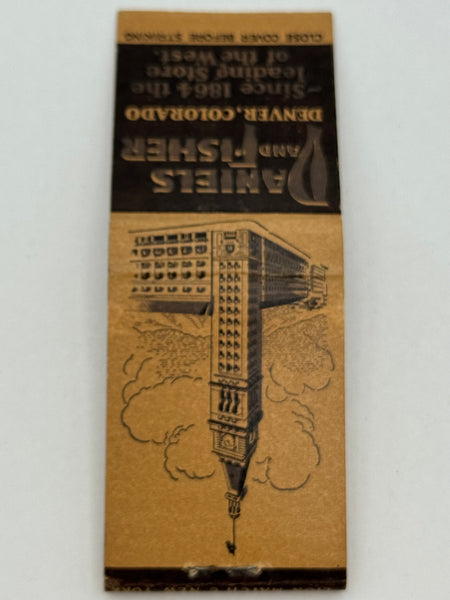 DANIELS
AND FISHER
DENVER, COLORADO
~Since 1864 the
leading Store
of the West.
CLOSE COVER BEFORE STRIKING